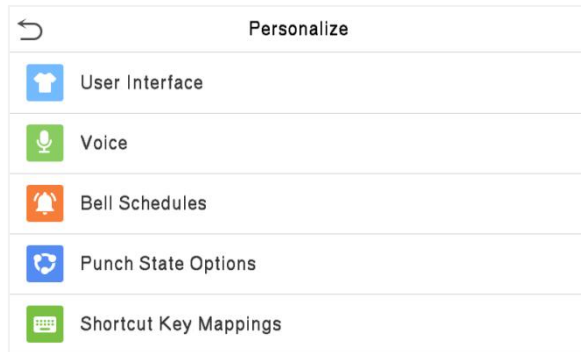 Personalize
User Interface
Voice
Bell Schedules
Punch State Options
Shortcut Key Mappings